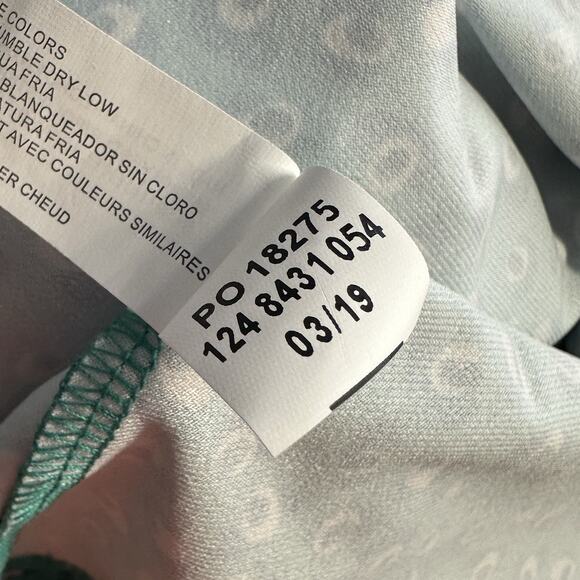 E COLORS
UMBLE DRY LOW
UA FRIA
BLANQUEADOR SIN CLORO
ATURA FRIA
T AVEC COULEURS SIMILAIRES
ER CHEUD
PO 18275
124 8431 054
03/19